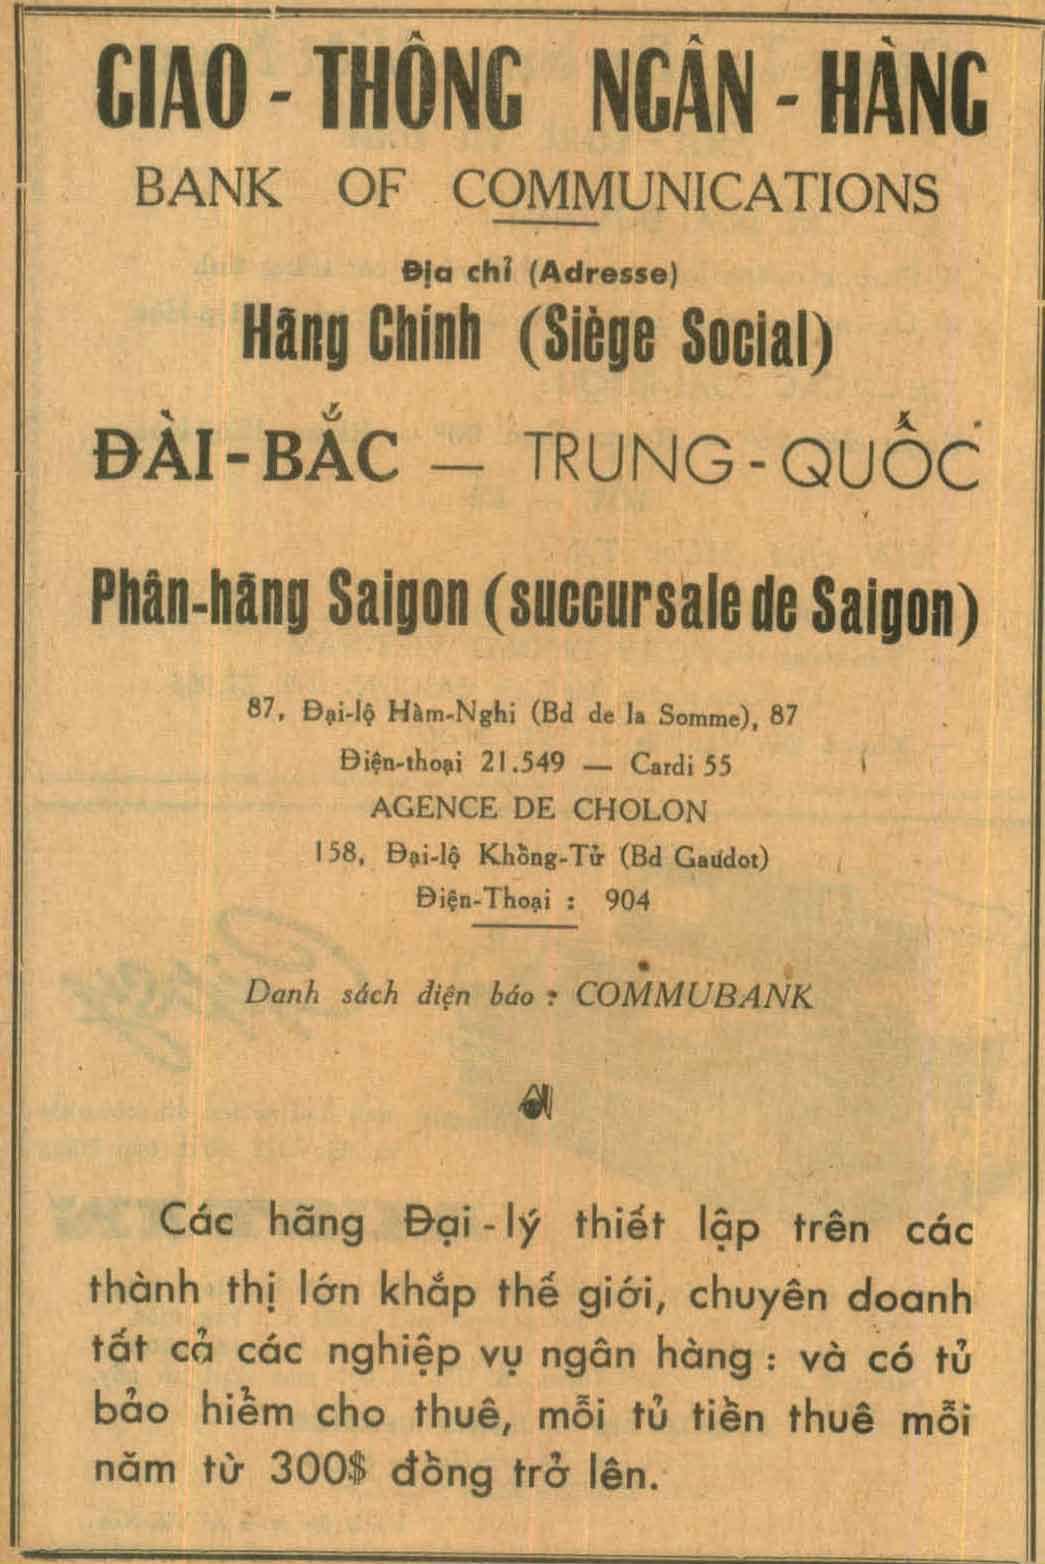 GIAO - THÔNG NGÂN - HÀNG
BANK OF COMMUNICATIONS
Địa chỉ (Adresse)
Hãng Chính (Siège Social)
ĐÀI - BẮC — TRUNG - QUỐC
Phân-hãng Saigon (succursale de Saigon)
87, Đại-lộ Hàm-Nghi (Bd de la Somme), 87
Điện-thoại 21.549 — Cardi 55
AGENCE DE CHOLON
158, Đại-lộ Khổng-Tử (Bd Gaudot)
Điện-Thoại : 904
Danh sách điện báo : COMMUBANK
Các hãng Đại - lý thiết lập trên các
thành thị lớn khắp thế giới, chuyên doanh
tất cả các nghiệp vụ ngân hàng : và có tủ
bảo hiểm cho thuê, mỗi tủ tiền thuê mỗi
năm từ 300$ đồng trở lên.